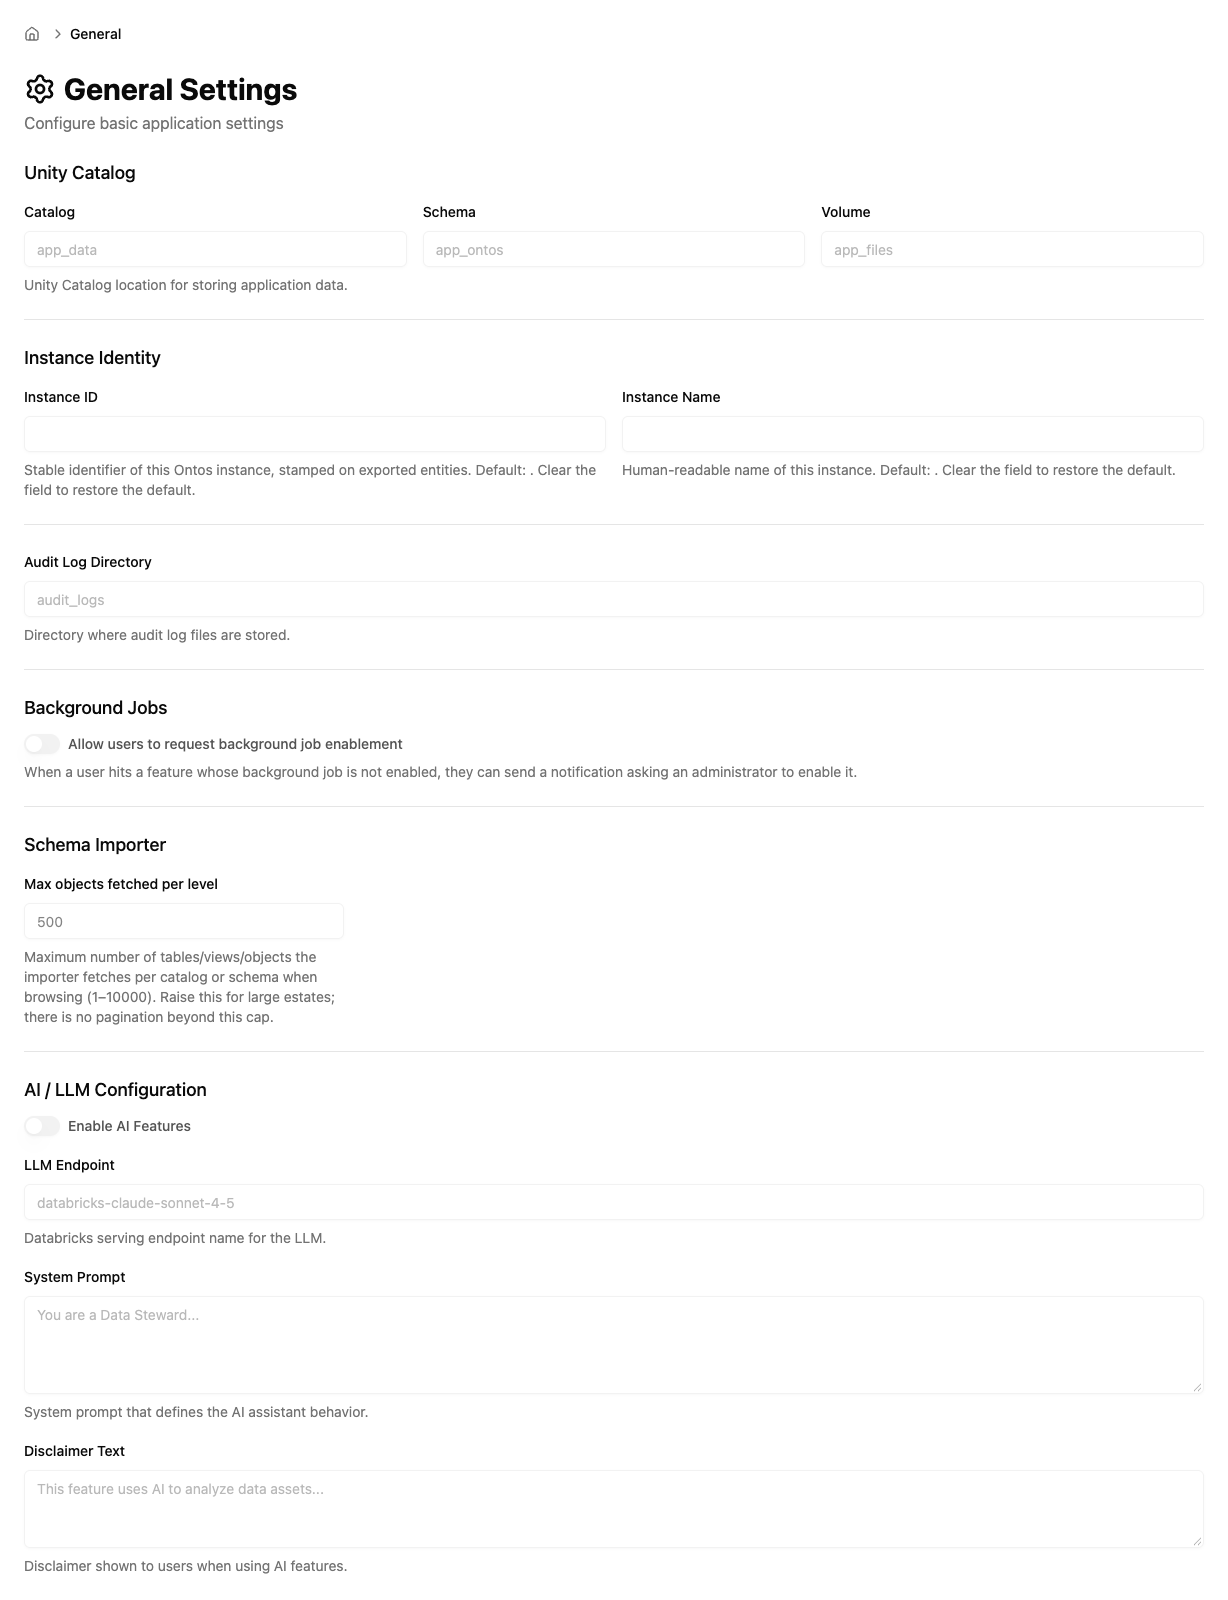 General
General Settings
Configure basic application settings
Unity Catalog
Catalog
Schema
Volume
app_data
app_ontos
app_files
Unity Catalog location for storing application data.
Instance Identity
Instance ID
Instance Name
Stable identifier of this Ontos instance, stamped on exported entities. Default: . Clear the
field to restore the default.
Human-readable name of this instance. Default: . Clear the field to restore the default.
Audit Log Directory
audit_logs
Directory where audit log files are stored.
Background Jobs
Allow users to request background job enablement
When a user hits a feature whose background job is not enabled, they can send a notification asking an administrator to enable it.
Schema Importer
Max objects fetched per level
500
Maximum number of tables/views/objects the
importer fetches per catalog or schema when
browsing (1–10000). Raise this for large estates;
there is no pagination beyond this cap.
AI / LLM Configuration
Enable AI Features
LLM Endpoint
databricks-claude-sonnet-4-5
Databricks serving endpoint name for the LLM.
System Prompt
You are a Data Steward...
System prompt that defines the AI assistant behavior.
Disclaimer Text
This feature uses AI to analyze data assets...
Disclaimer shown to users when using AI features.